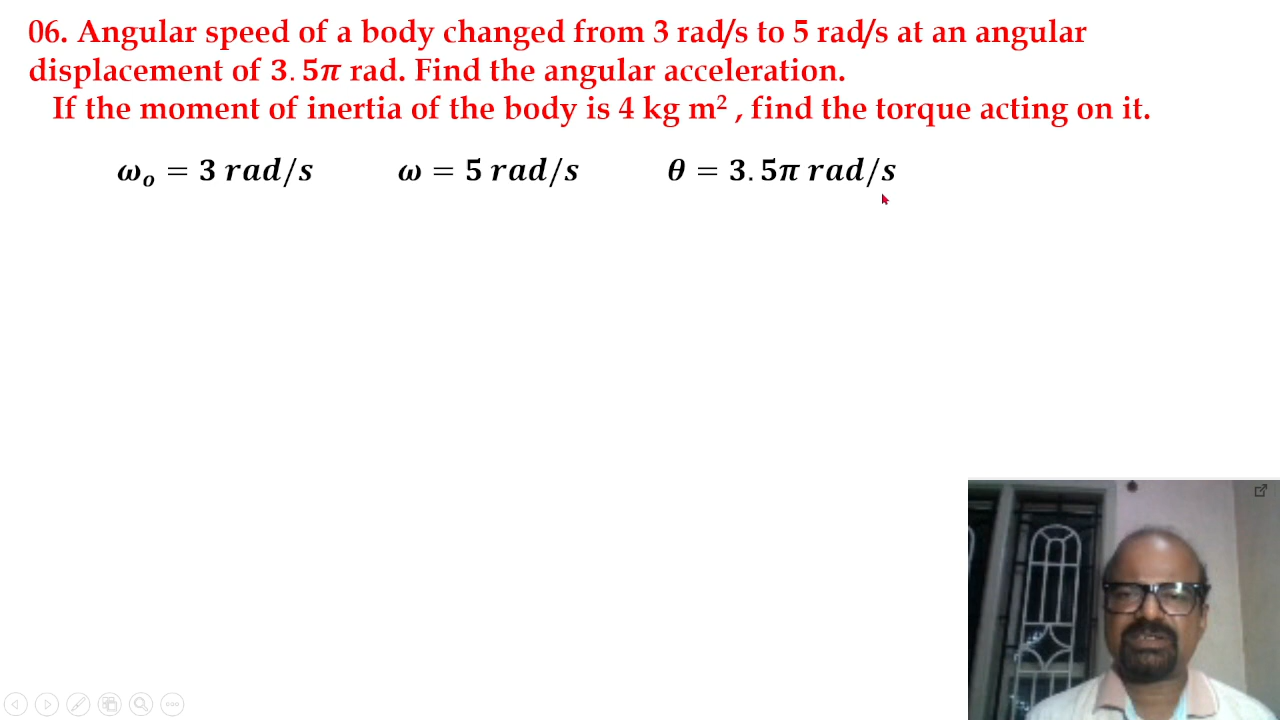 06. Angular speed of a body changed from 3 rad/s to 5 rad/s at an angular
displacement of 3.5π rad. Find the angular acceleration.
If the moment of inertia of the body is 4 kg m², find the torque acting on it.
ωₒ = 3 rad/s ω = 5 rad/s θ = 3.5π rad/s